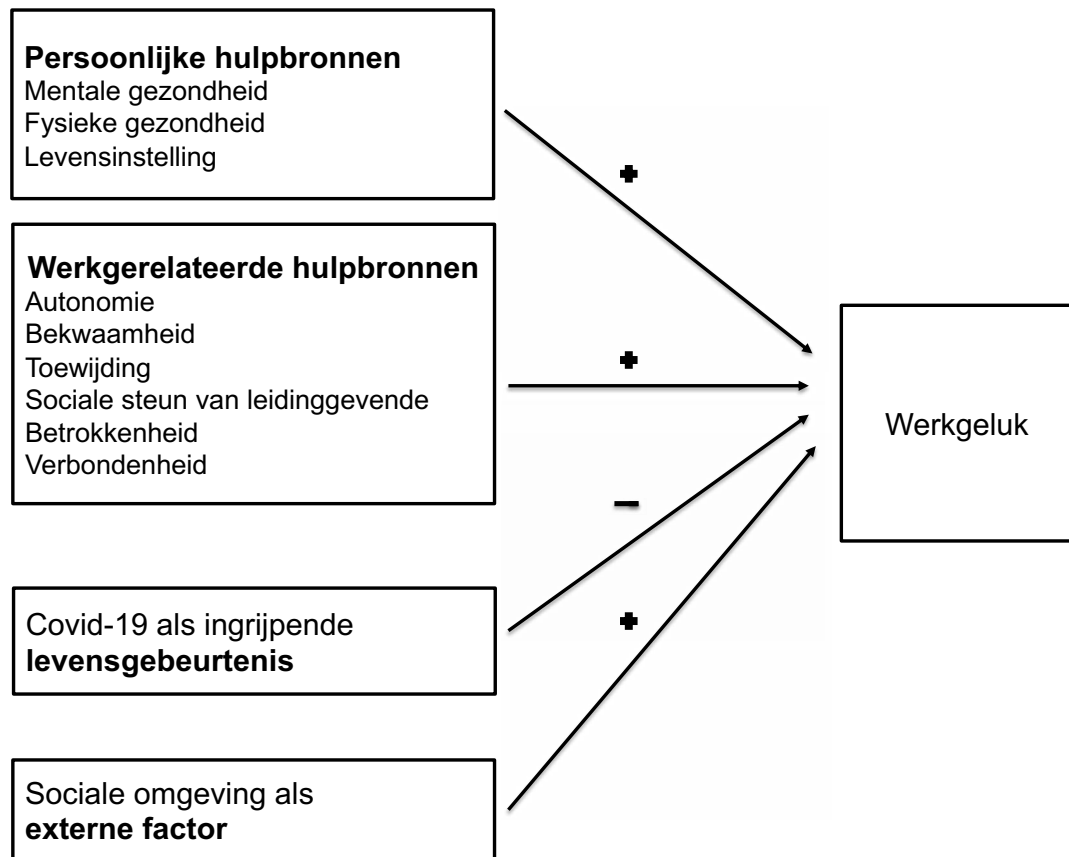 Persoonlijke hulpbronnen
Mentale gezondheid
Fysieke gezondheid
Levensinstelling
+
Werkgerelateerde hulpbronnen
Autonomie
Bekwaamheid
Toewijding
Sociale steun van leidinggevende
Betrokkenheid
Verbondenheid
+
Werkgeluk
–
Covid-19 als ingrijpende
levensgebeurtenis
+
Sociale omgeving als
externe factor